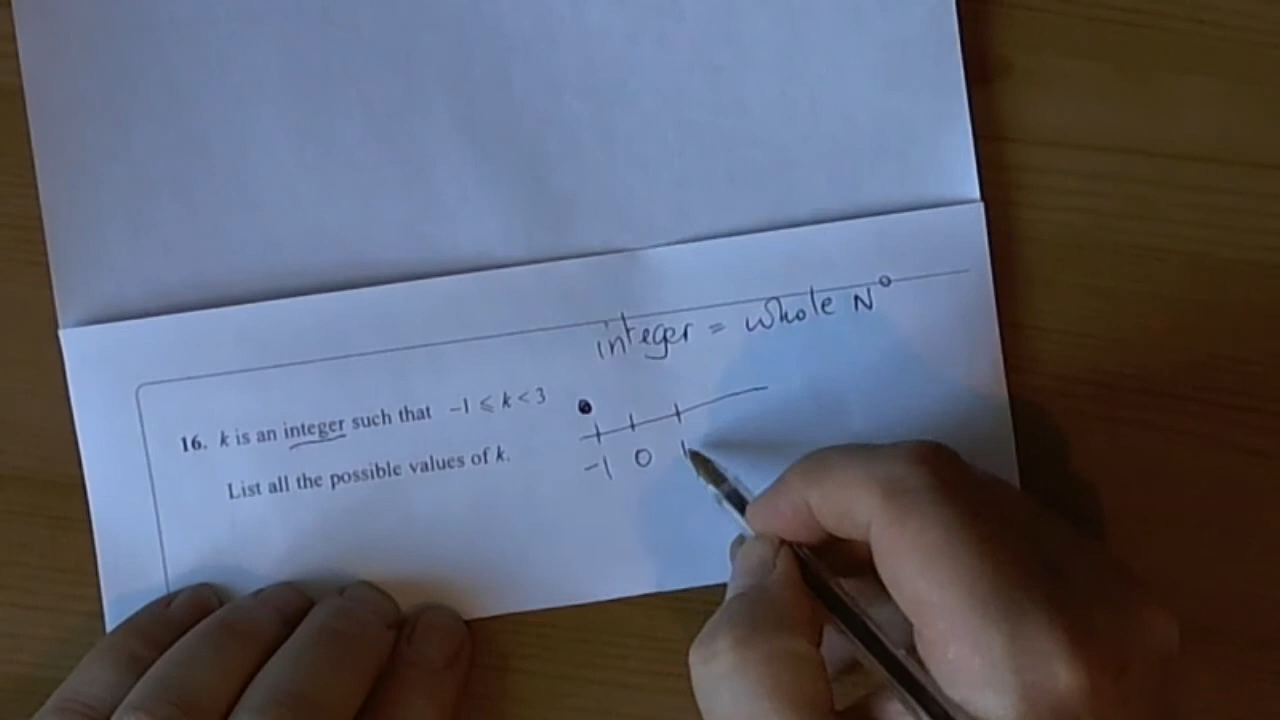 integer = whole N°
16. k is an integer such that -1 ⩽ k < 3
List all the possible values of k.
-1 0 1